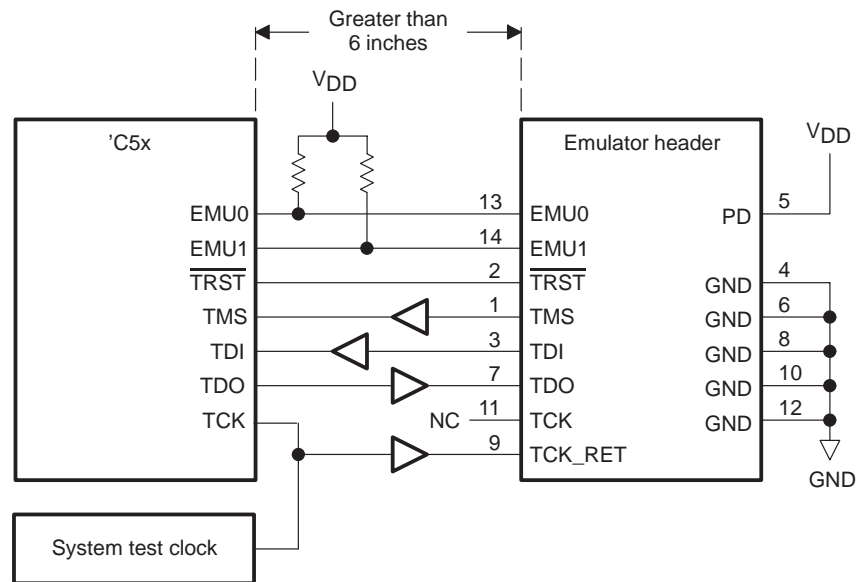 Greater than
6 inches
VDD
'C5x
Emulator header
VDD
EMU0
13
EMU0
PD
5
EMU1
14
EMU1
TRST
2
TRST
GND
4
TMS
1
TMS
GND
6
TDI
3
TDI
GND
8
TDO
7
TDO
GND
10
TCK
NC
11
TCK
GND
12
9
TCK_RET
GND
System test clock